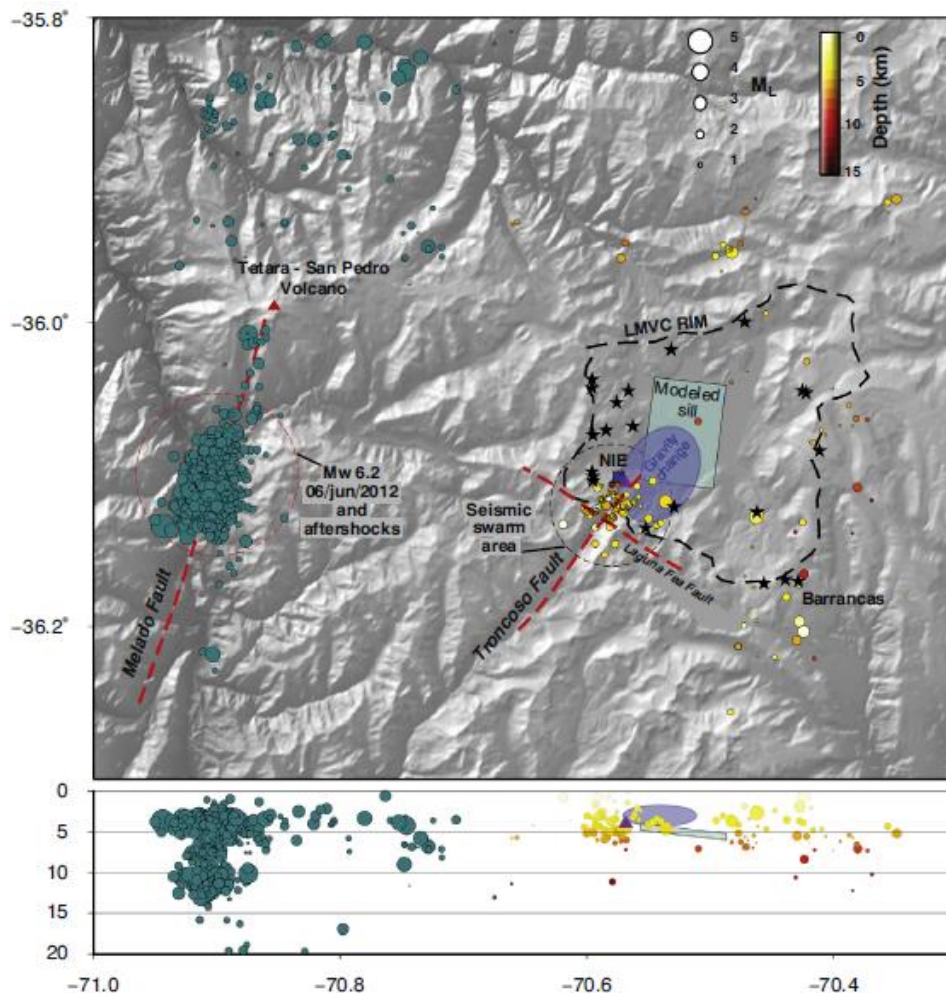 −35.8°
−36.0°
−36.2°
5
4
3
2
1
M_L
0
5
10
15
Depth (km)
Tatara - San Pedro
Volcano
LMVC RIM
Modeled
sill
NIE
Gravity
change
Mw 6.2
06/jun/2012
and
aftershocks
Seismic
swarm
area
Melado Fault
Troncoso Fault
Laguna Fea Fault
Barrancas
0
5
10
15
20
−71.0
−70.8
−70.6
−70.4